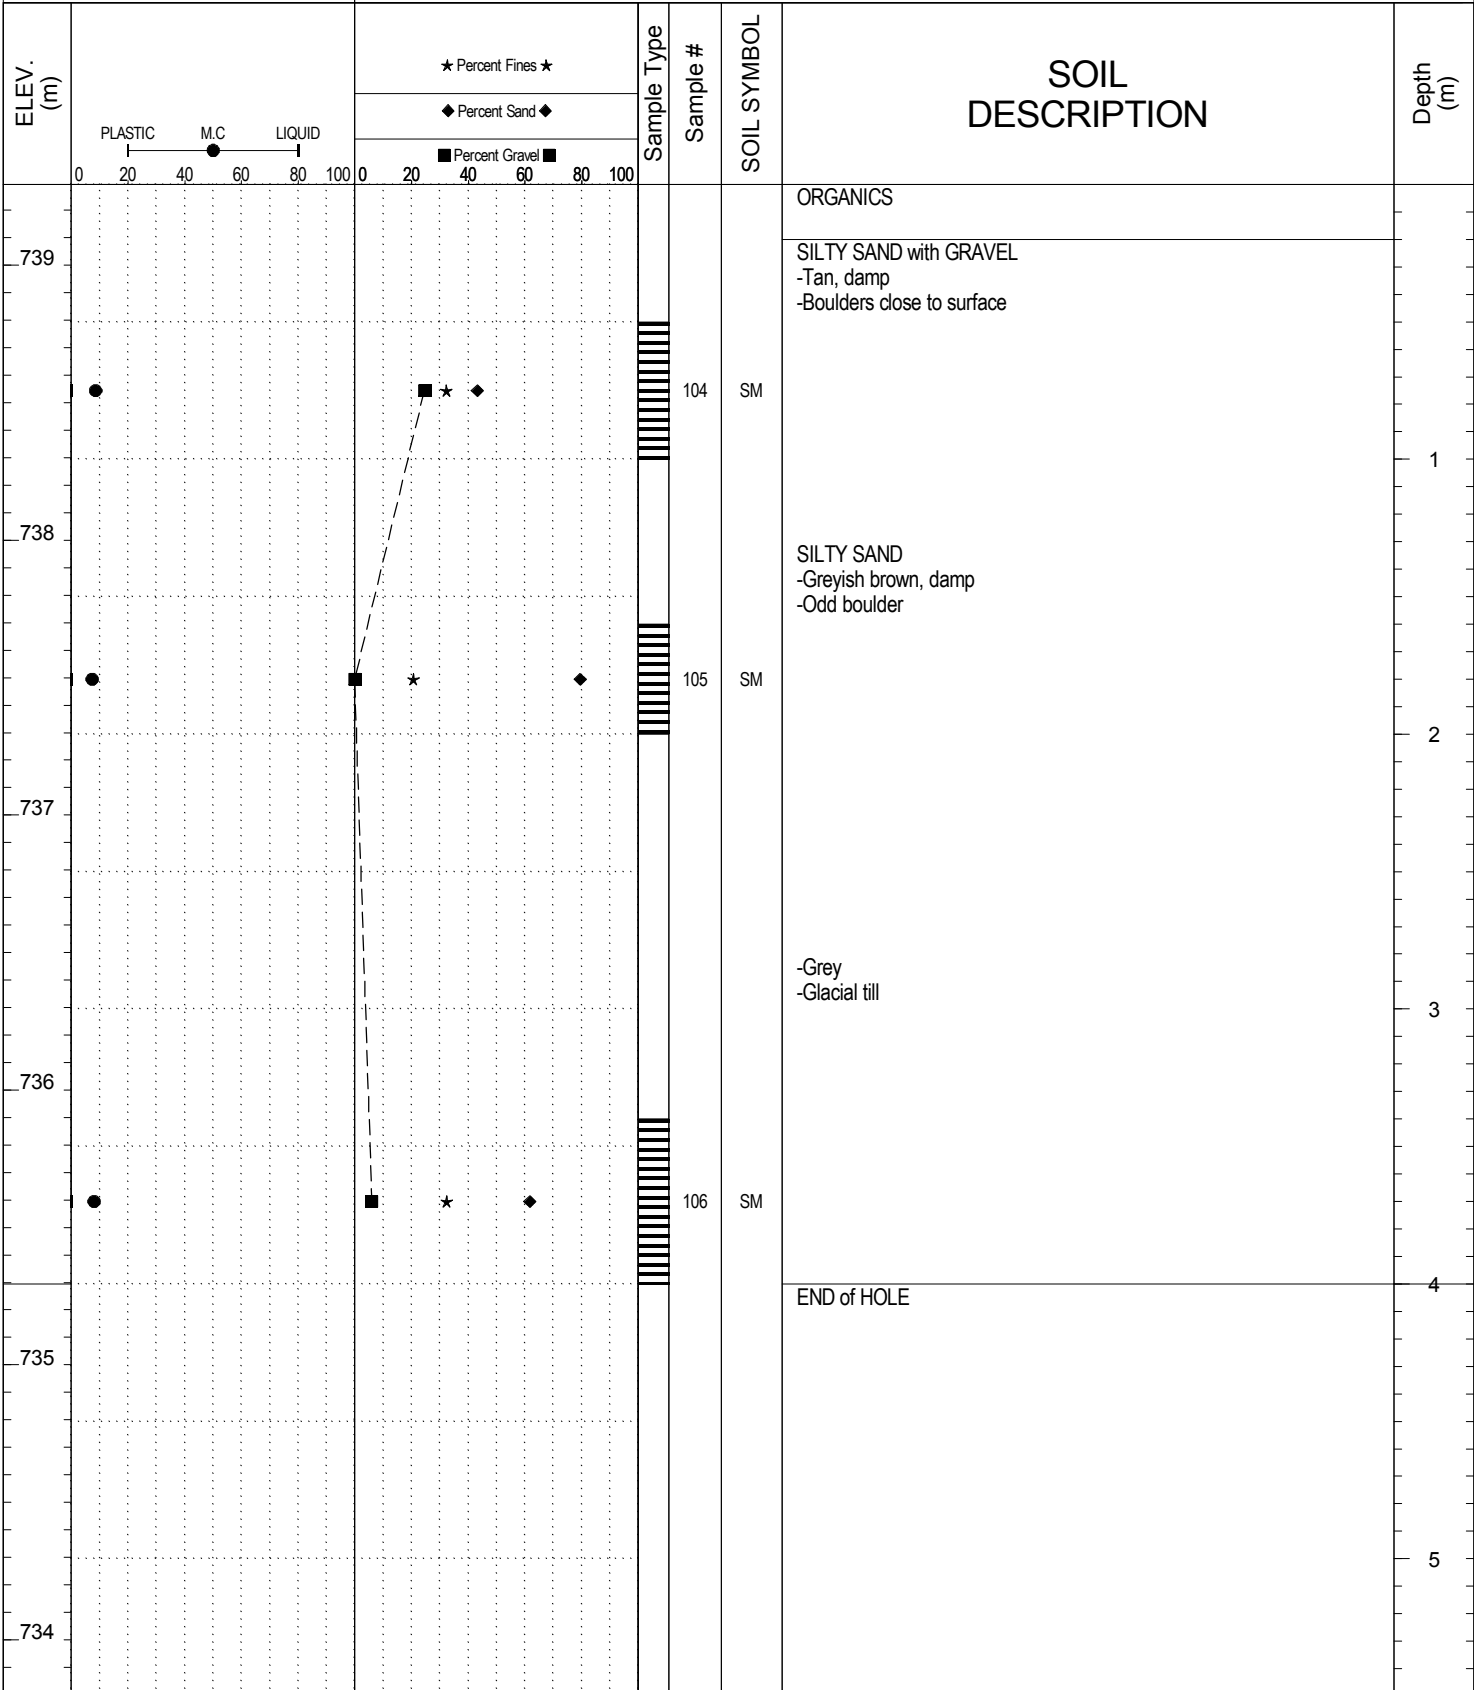 ELEV.
(m)
PLASTIC M.C LIQUID
0 20 40 60 80 100
★ Percent Fines ★
◆ Percent Sand ◆
■ Percent Gravel ■
0 20 40 60 80 100
Sample Type
Sample #
SOIL SYMBOL
SOIL
DESCRIPTION
Depth
(m)
ORGANICS
SILTY SAND with GRAVEL
739
-Tan, damp
-Boulders close to surface
104 SM
1
738
SILTY SAND
-Greyish brown, damp
-Odd boulder
105 SM
2
737
-Grey
-Glacial till
3
736
106 SM
4
END of HOLE
735
5
734